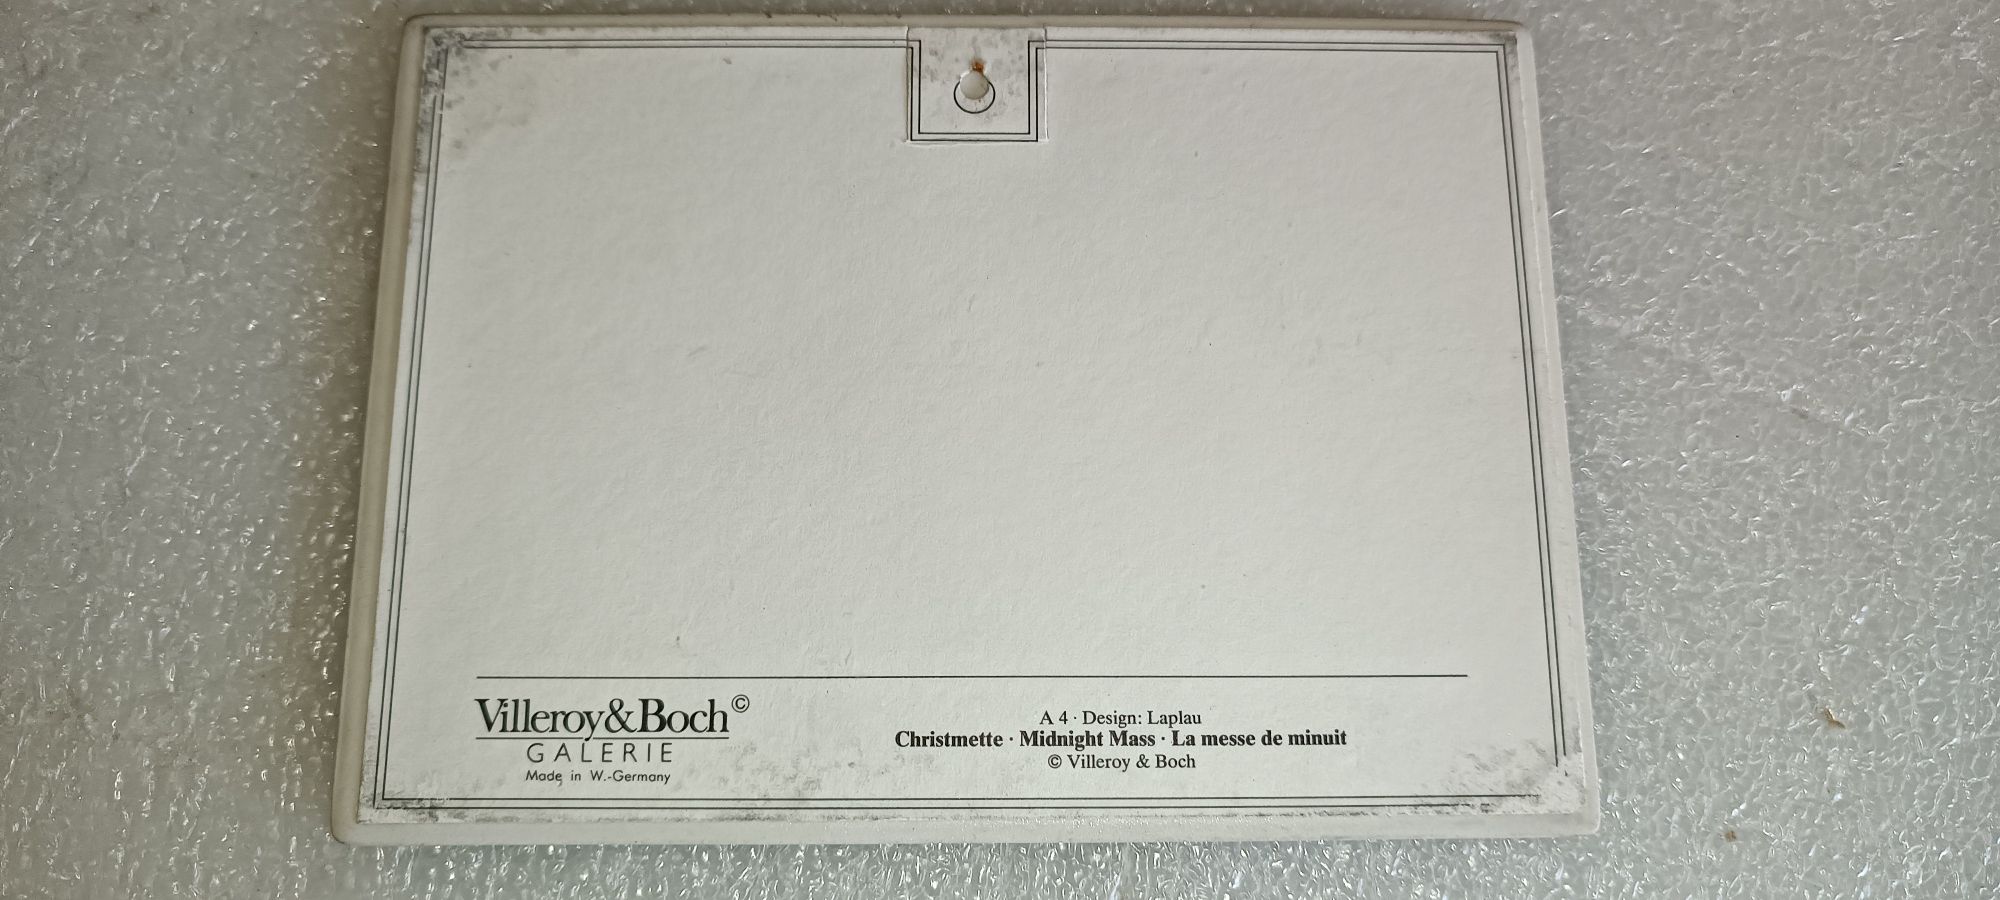 Villeroy&Boch©
GALERIE
Made in W.-Germany
A 4 · Design: Laplau
Christmette · Midnight Mass · La messe de minuit
© Villeroy & Boch